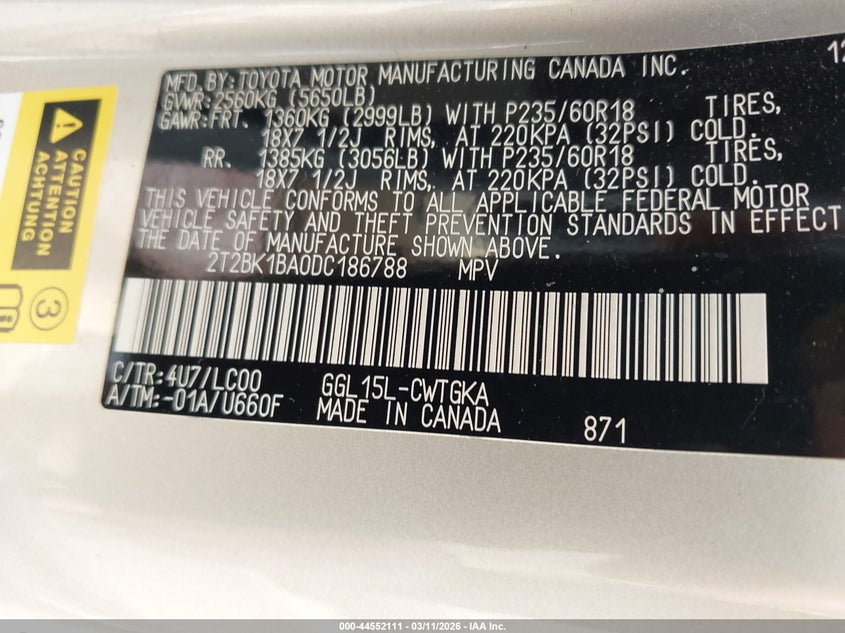 12
MFD. BY: TOYOTA MOTOR MANUFACTURING CANADA INC.
GVWR: 2560KG (5650LB)
GAWR: FRT. 1360KG (2999LB) WITH P235/60R18 TIRES,
18X7 1/2J RIMS, AT 220KPA (32PSI) COLD.
RR. 1385KG (3056LB) WITH P235/60R18 TIRES,
18X7 1/2J RIMS, AT 220KPA (32PSI) COLD.
THIS VEHICLE CONFORMS TO ALL APPLICABLE FEDERAL MOTOR
VEHICLE SAFETY AND THEFT PREVENTION STANDARDS IN EFFECT
THE DATE OF MANUFACTURE SHOWN ABOVE.
2T2BK1BA0DC186788 MPV
C/TR: 4U7/LC00 GGL15L-CWTGKA
A/TM: -01A/U660F MADE IN CANADA
871
CAUTION
ATTENTION
ACHTUNG
3
000-44552111 - 03/11/2026 - IAA Inc.